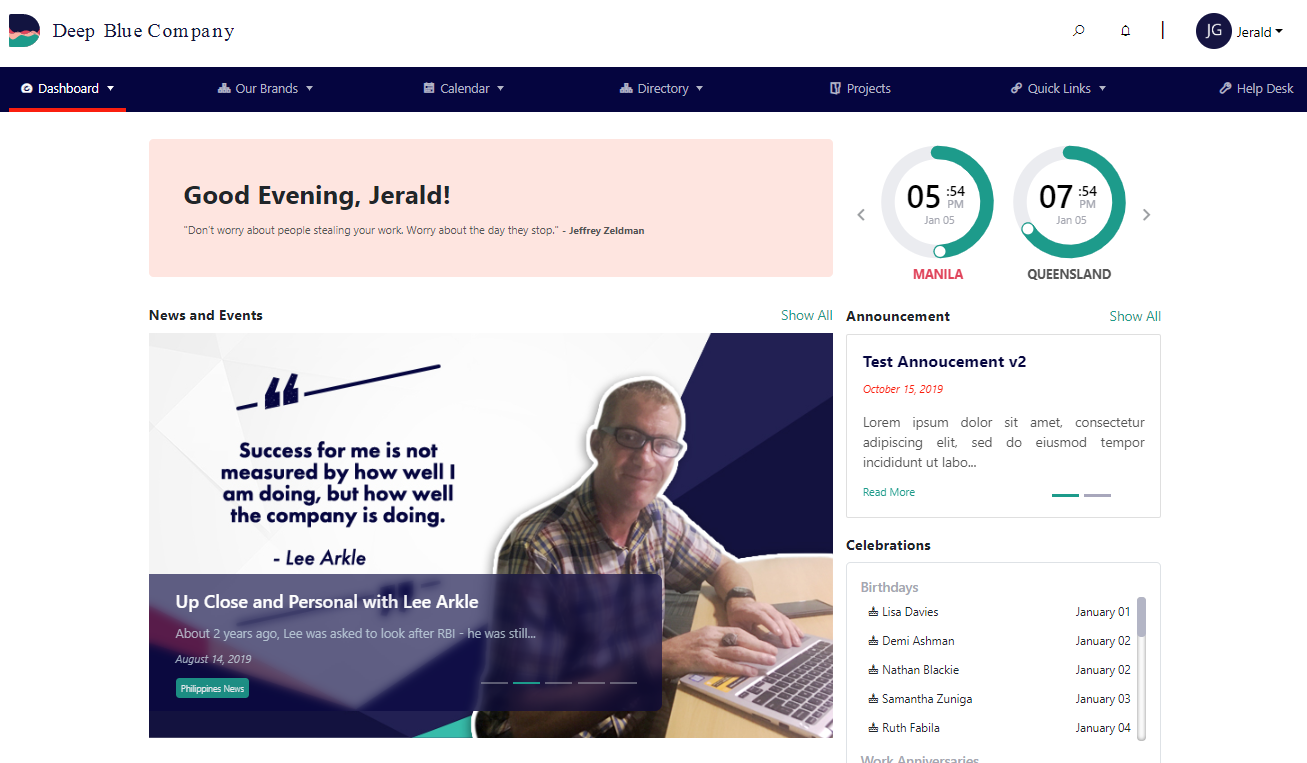 Deep Blue Company
JG Jerald
Dashboard Our Brands Calendar Directory Projects Quick Links Help Desk
Good Evening, Jerald!
"Don't worry about people stealing your work. Worry about the day they stop." - Jeffrey Zeldman
05 :54 PM
Jan 05
MANILA
07 :54 PM
Jan 05
QUEENSLAND
News and Events Show All
Success for me is not
measured by how well I
am doing, but how well
the company is doing.
- Lee Arkle
Up Close and Personal with Lee Arkle
About 2 years ago, Lee was asked to look after RBI - he was still...
August 14, 2019
Philippines News
Announcement Show All
Test Annoucement v2
October 15, 2019
Lorem ipsum dolor sit amet, consectetur
adipiscing elit, sed do eiusmod tempor
incididunt ut labo...
Read More
Celebrations
Birthdays
Lisa Davies January 01
Demi Ashman January 02
Nathan Blackie January 02
Samantha Zuniga January 03
Ruth Fabila January 04
Work Anniversaries